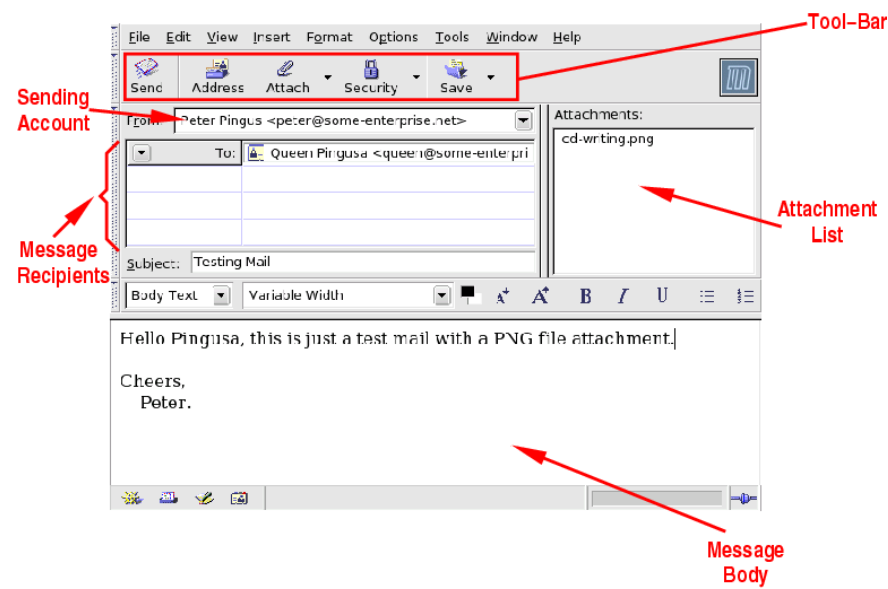 Tool-Bar
File Edit View Insert Format Options Tools Window Help
Send Address Attach Security Save
Sending
Account
From: Peter Pingus <peter@some-enterprise.net>
Attachments:
cd-writing.png
To: Queen Pingusa <queen@some-enterpri
Attachment
List
Message
Recipients
Subject: Testing Mail
Body Text Variable Width A A B I U
Hello Pingusa, this is just a test mail with a PNG file attachment.
Cheers,
Peter.
Message
Body